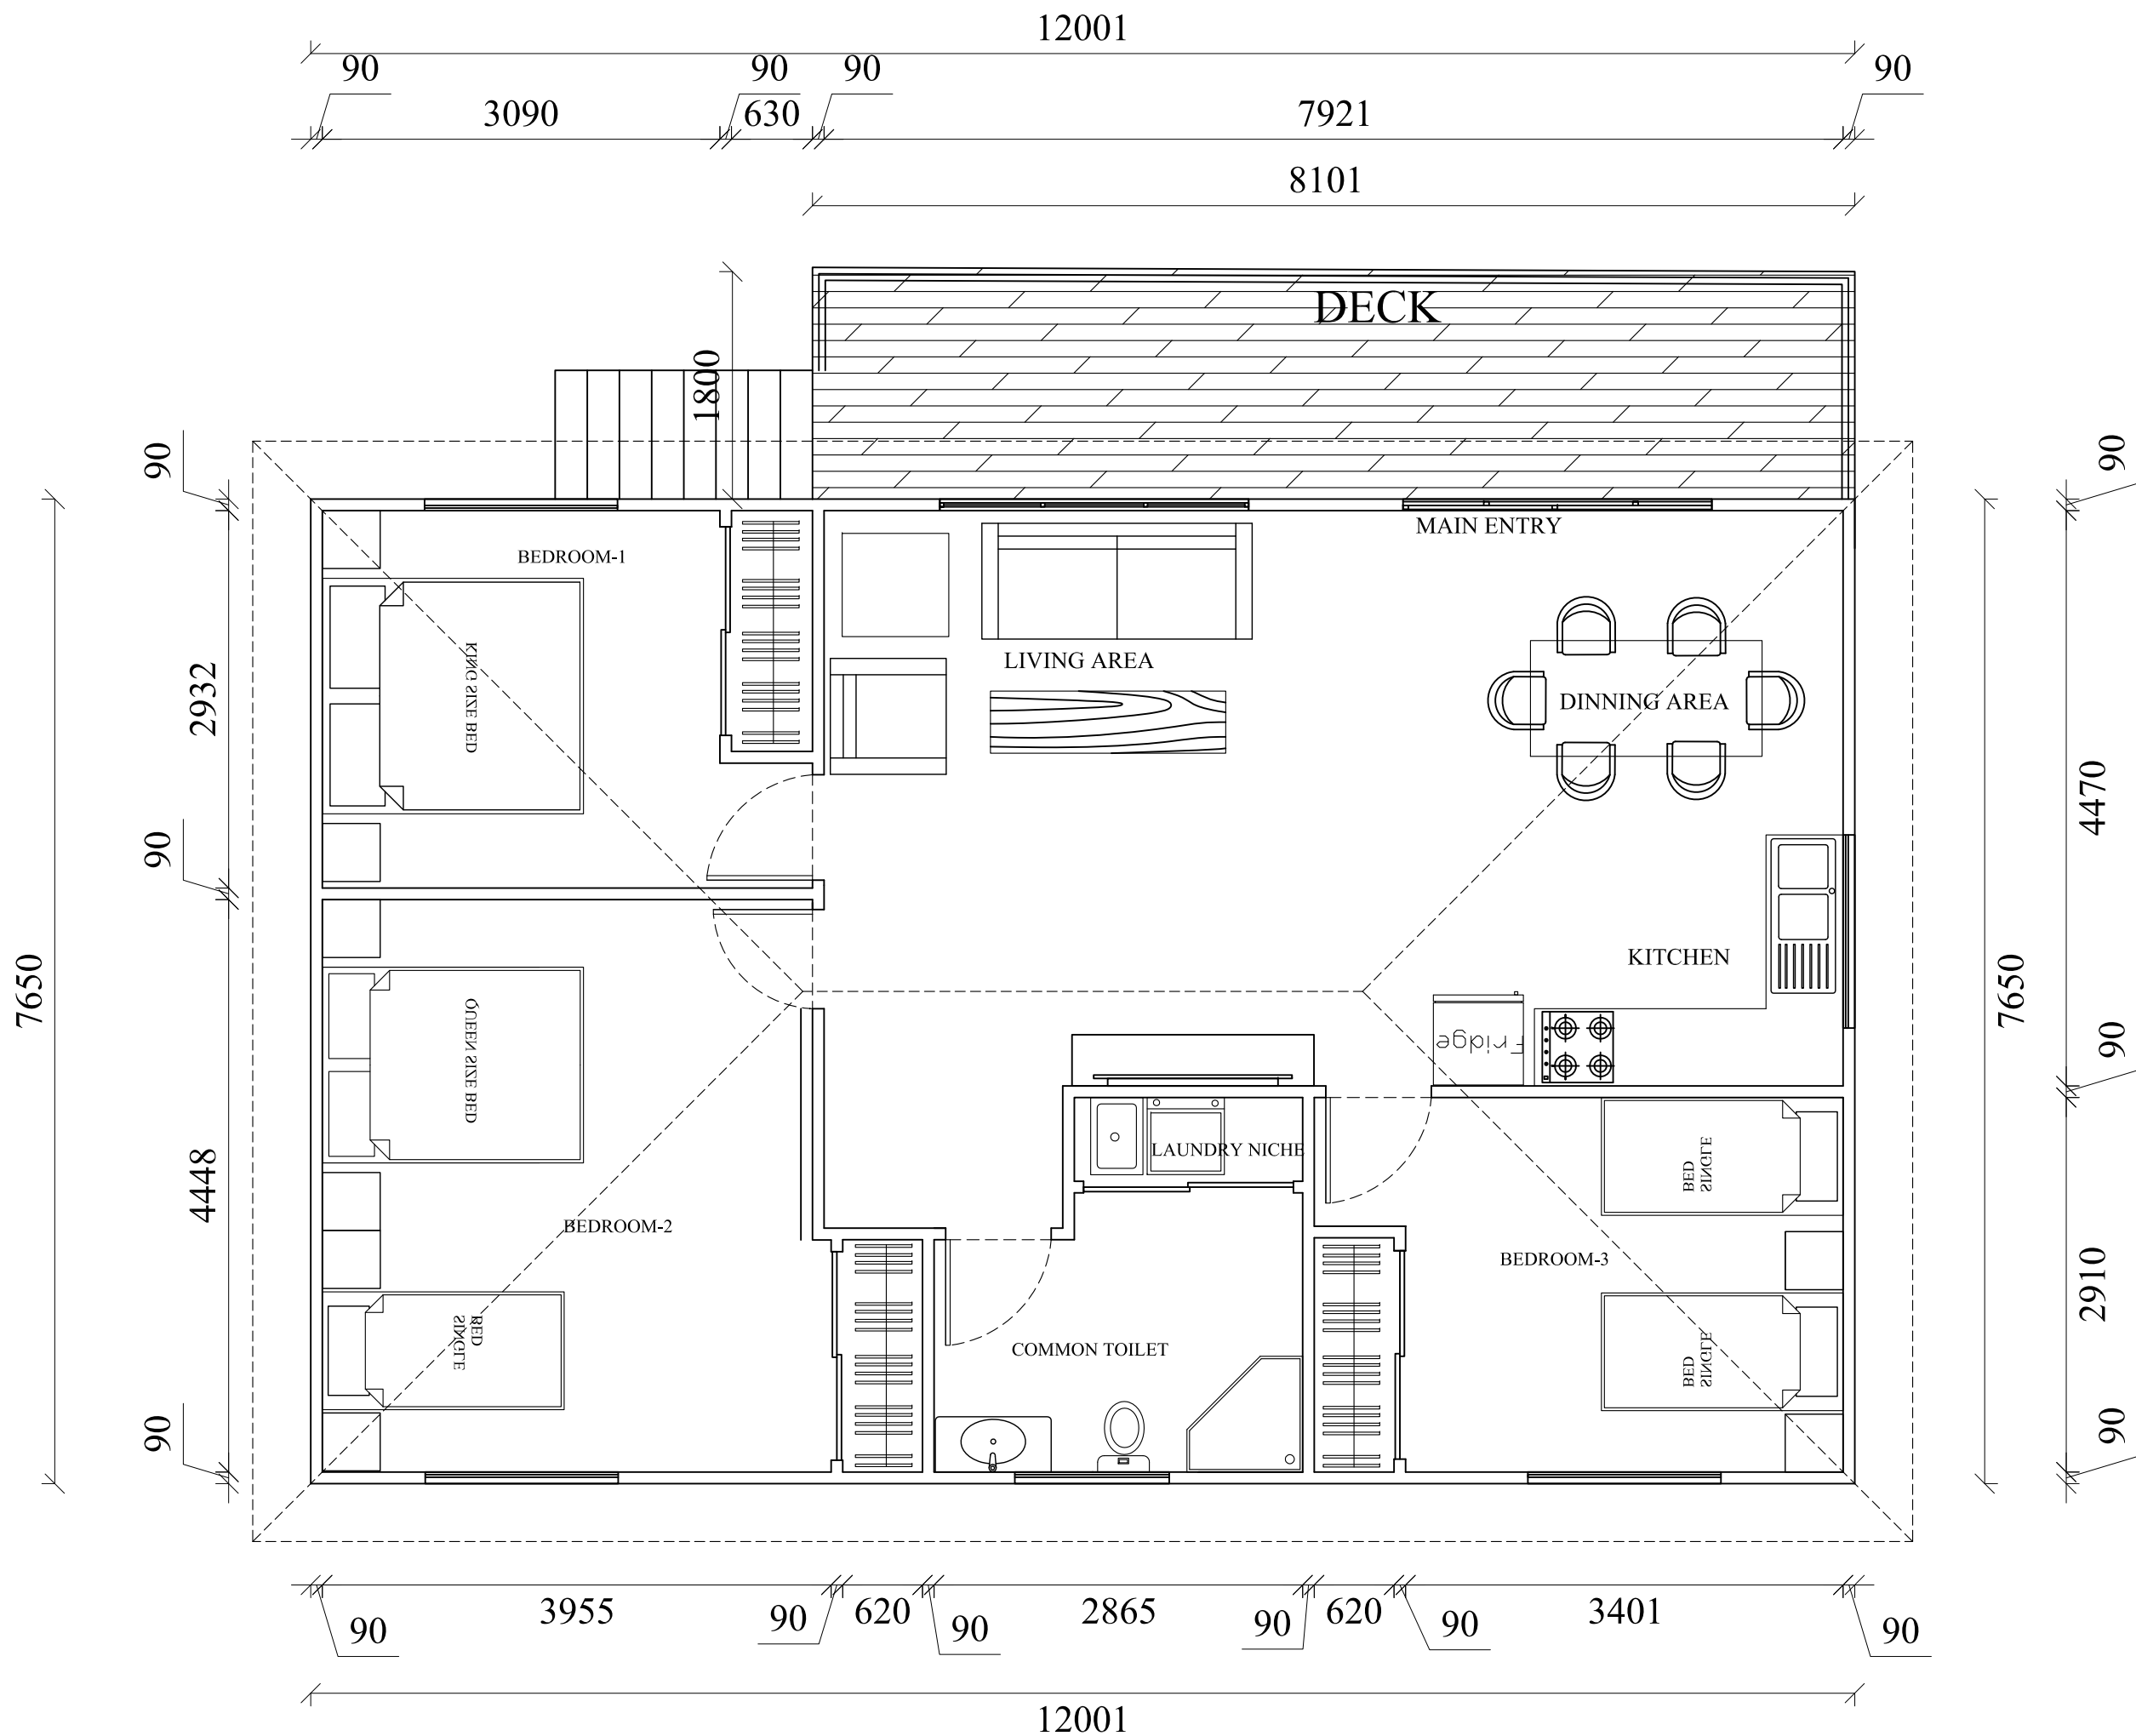 12001
90
90
90
90
3090
630
7921
8101
DECK
1800
90
90
MAIN ENTRY
BEDROOM-1
LIVING AREA
KING SIZE BED
2932
DINNING AREA
4470
90
KITCHEN
7650
7650
QUEEN SIZE BED
Fridge
90
LAUNDRY NICHE
BED
SINGLE
4448
BEDROOM-2
BEDROOM-3
2910
BED
SINGLE
COMMON TOILET
BED
SINGLE
90
90
3955
620
2865
620
3401
90
90
90
90
90
90
12001